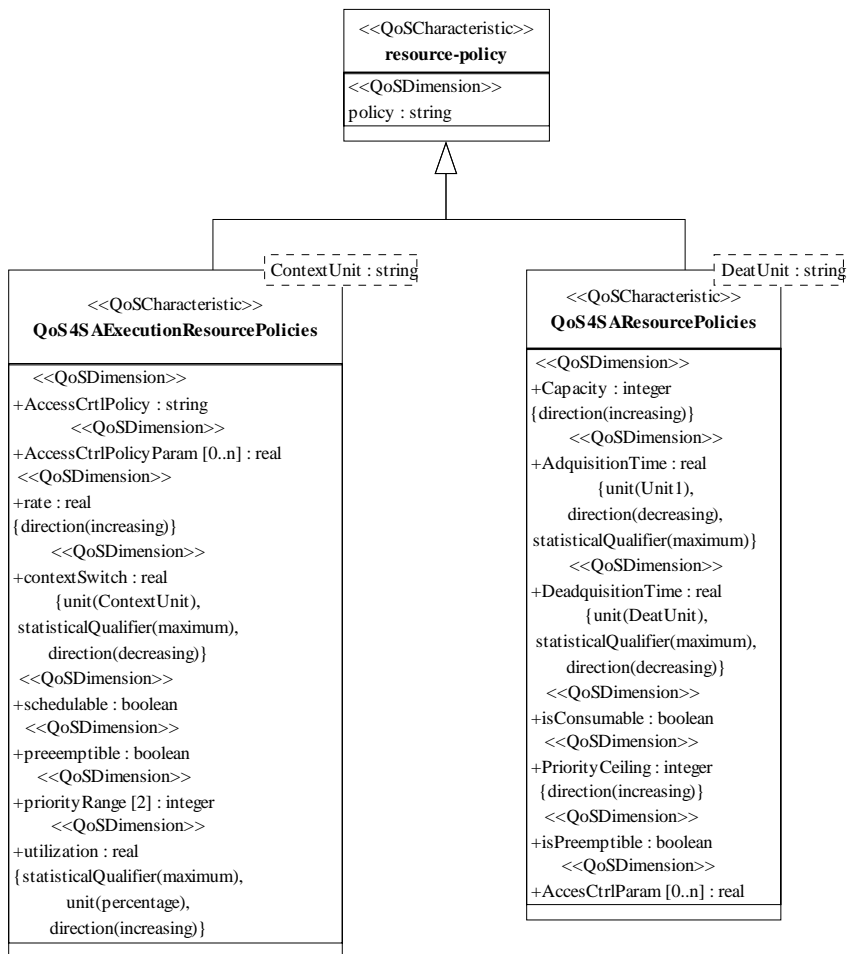 <<QoSCharacteristic>>
resource-policy
<<QoSDimension>>
policy : string
ContextUnit : string
<<QoSCharacteristic>>
QoS4SAExecutionResourcePolicies
<<QoSDimension>>
+AccessCrtlPolicy : string
<<QoSDimension>>
+AccessCtrlPolicyParam [0..n] : real
<<QoSDimension>>
+rate : real
{direction(increasing)}
<<QoSDimension>>
+contextSwitch : real
{unit(ContextUnit),
statisticalQualifier(maximum),
direction(decreasing)}
<<QoSDimension>>
+schedulable : boolean
<<QoSDimension>>
+preeemptible : boolean
<<QoSDimension>>
+priorityRange [2] : integer
<<QoSDimension>>
+utilization : real
{statisticalQualifier(maximum),
unit(percentage),
direction(increasing)}
DeatUnit : string
<<QoSCharacteristic>>
QoS4SAResourcePolicies
<<QoSDimension>>
+Capacity : integer
{direction(increasing)}
<<QoSDimension>>
+AdquisitionTime : real
{unit(Unit1),
direction(decreasing),
statisticalQualifier(maximum)}
<<QoSDimension>>
+DeadquisitionTime : real
{unit(DeatUnit),
statisticalQualifier(maximum),
direction(decreasing)}
<<QoSDimension>>
+isConsumable : boolean
<<QoSDimension>>
+PriorityCeiling : integer
{direction(increasing)}
<<QoSDimension>>
+isPreemptible : boolean
<<QoSDimension>>
+AccesCtrlParam [0..n] : real